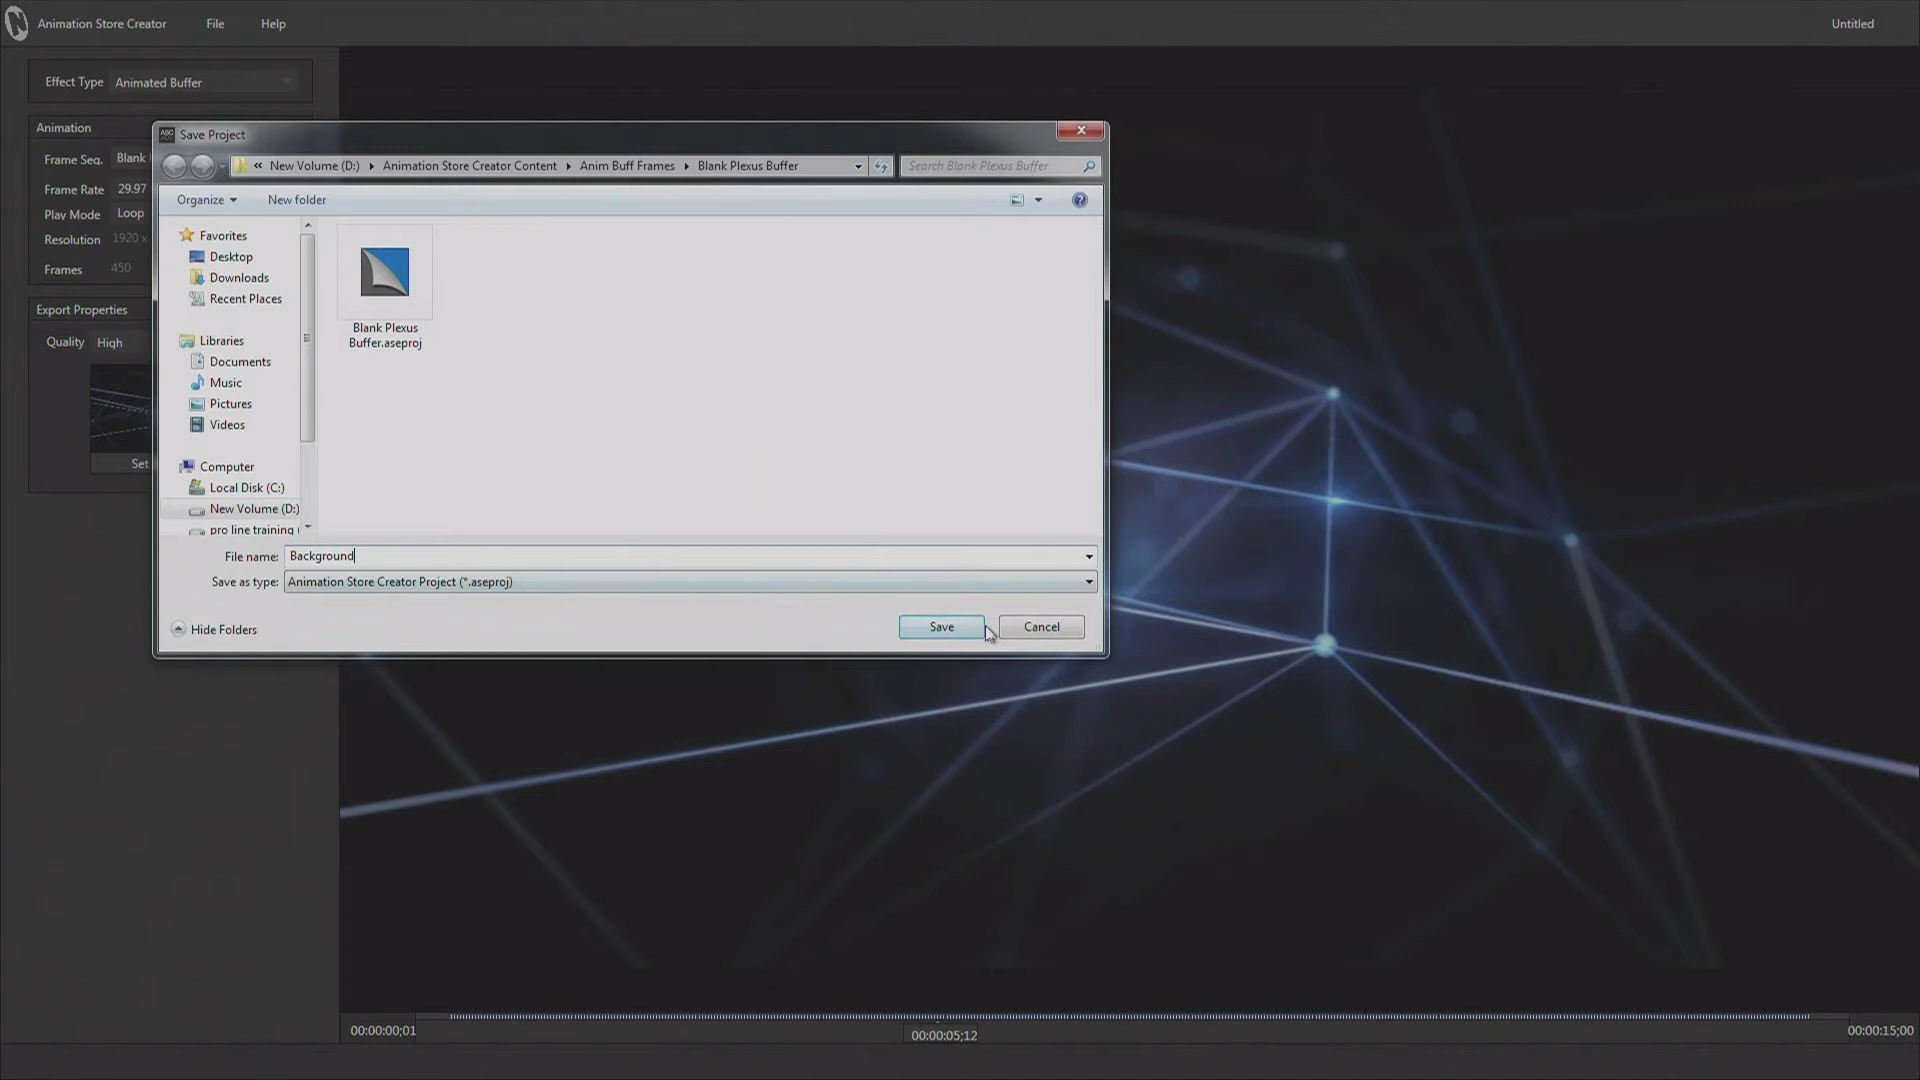 Animation Store Creator File Help Untitled
Effect Type Animated Buffer
Animation
Frame Seq. Blank
Frame Rate 29.97
Play Mode Loop
Resolution 1920 x
Frames 450
Export Properties
Quality High
Set
ASC
Save Project
« New Volume (D:) Animation Store Creator Content Anim Buff Frames Blank Plexus Buffer
Search Blank Plexus Buffer
Organize New folder
Favorites
Desktop
Downloads
Recent Places
Libraries
Documents
Music
Pictures
Videos
Computer
Local Disk (C:)
New Volume (D:)
pro line training (
Blank Plexus
Buffer.aseproj
File name: Background
Save as type: Animation Store Creator Project (*.aseproj)
Hide Folders
Save Cancel
00:00:00;01 00:00:05;12 00:00:15;00